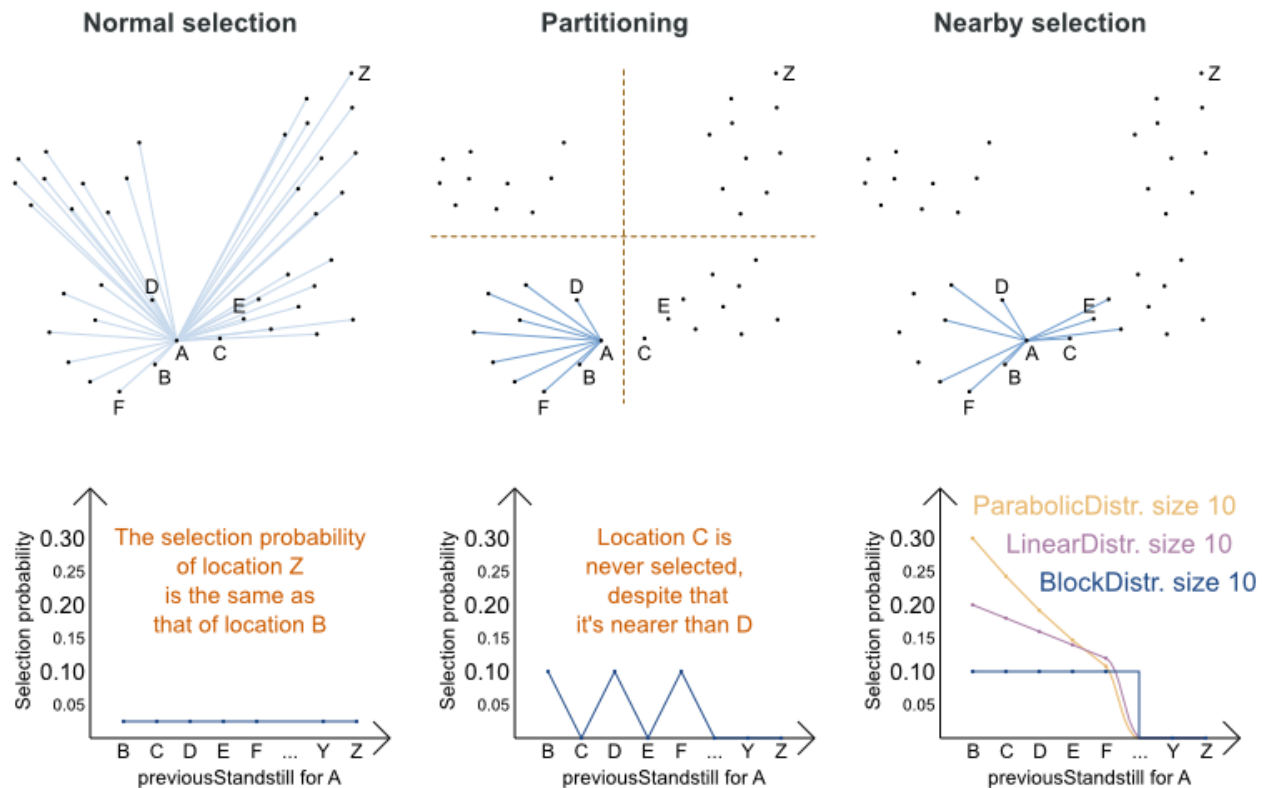 Normal selection
Partitioning
Nearby selection
Z
D
E
A
C
B
F
Z
D
E
A
C
B
F
Z
D
E
A
C
B
F
Selection probability
0.30
0.25
0.20
0.15
0.10
0.05
The selection probability
of location Z
is the same as
that of location B
B C D E F ... Y Z
previousStandstill for A
Selection probability
0.30
0.25
0.20
0.15
0.10
0.05
Location C is
never selected,
despite that
it's nearer than D
B C D E F ... Y Z
previousStandstill for A
Selection probability
0.30
0.25
0.20
0.15
0.10
0.05
ParabolicDistr. size 10
LinearDistr. size 10
BlockDistr. size 10
B C D E F ... Y Z
previousStandstill for A